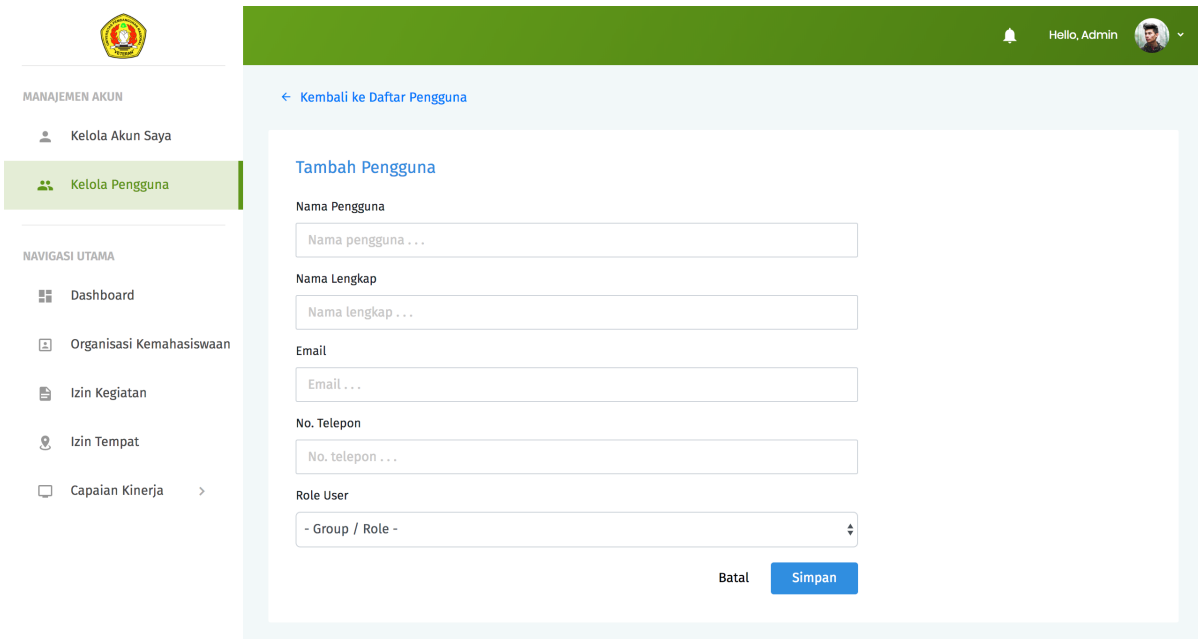 VETERAN
Hello, Admin
MANAJEMEN AKUN
Kelola Akun Saya
Kelola Pengguna
NAVIGASI UTAMA
Dashboard
Organisasi Kemahasiswaan
Izin Kegiatan
Izin Tempat
Capaian Kinerja
Kembali ke Daftar Pengguna
Tambah Pengguna
Nama Pengguna
Nama pengguna . . .
Nama Lengkap
Nama lengkap . . .
Email
Email . . .
No. Telepon
No. telepon . . .
Role User
- Group / Role -
Batal
Simpan